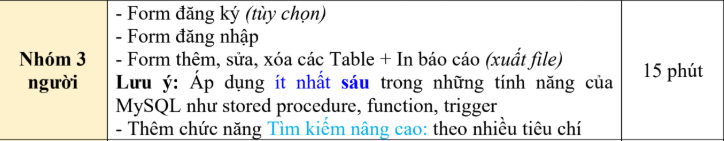 Nhóm 3
người
- Form đăng ký (tùy chọn)
- Form đăng nhập
- Form thêm, sửa, xóa các Table + In báo cáo (xuất file)
Lưu ý: Áp dụng ít nhất sáu trong những tính năng của
MySQL như stored procedure, function, trigger
- Thêm chức năng Tìm kiếm nâng cao: theo nhiều tiêu chí
15 phút